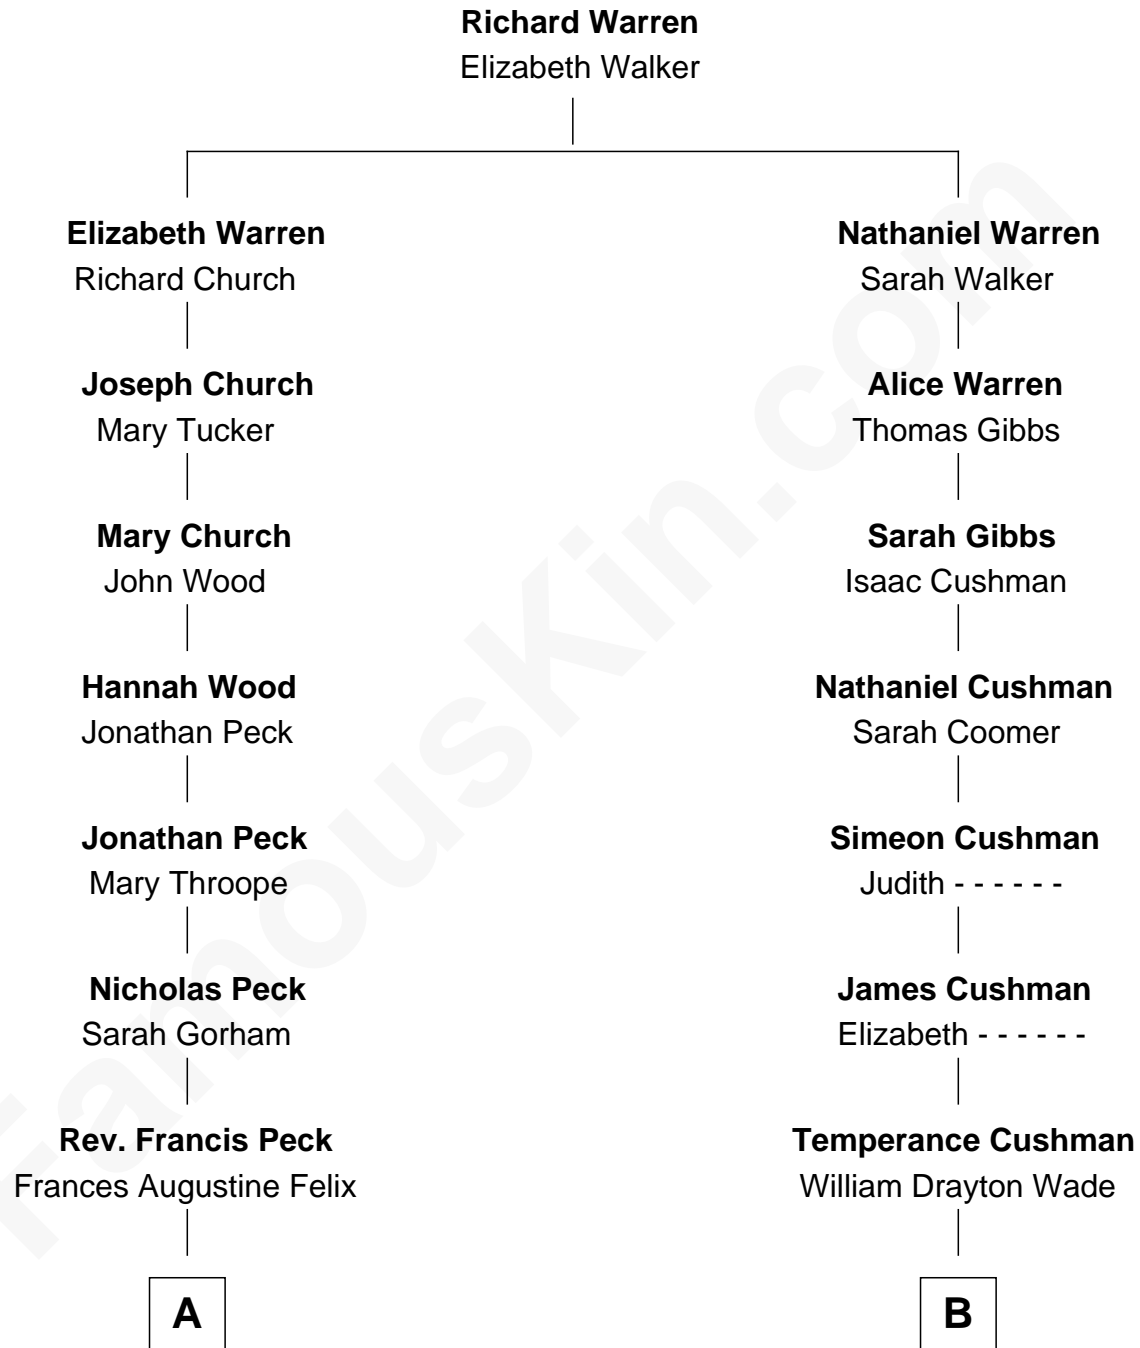 Richard Warren
Elizabeth Walker
Elizabeth Warren
Richard Church
Nathaniel Warren
Sarah Walker
Joseph Church
Mary Tucker
Alice Warren
Thomas Gibbs
Mary Church
John Wood
Sarah Gibbs
Isaac Cushman
Hannah Wood
Jonathan Peck
Nathaniel Cushman
Sarah Coomer
Jonathan Peck
Mary Throope
Simeon Cushman
Judith - - - - - -
Nicholas Peck
Sarah Gorham
James Cushman
Elizabeth - - - - - -
Rev. Francis Peck
Frances Augustine Felix
Temperance Cushman
William Drayton Wade
A
B
FamousKin.com